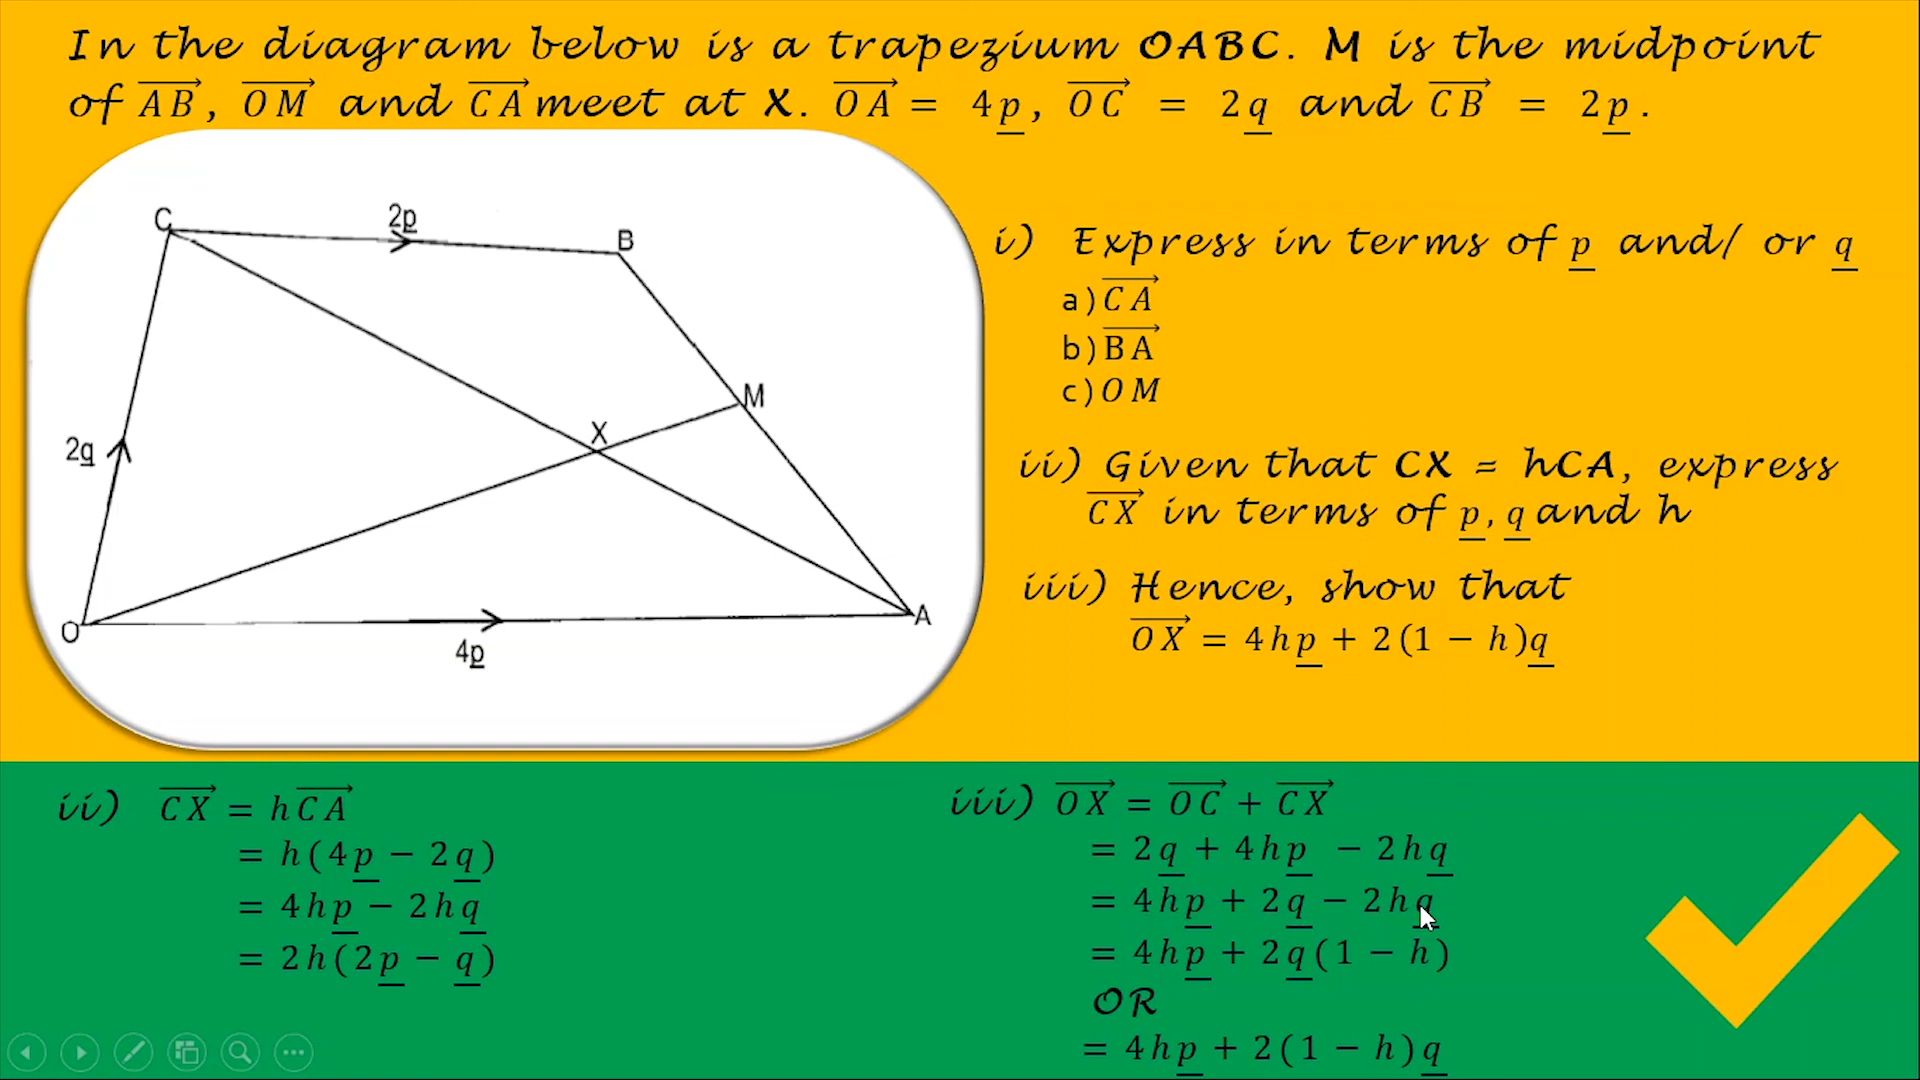 In the diagram below is a trapezium OABC. M is the midpoint
of AB, OM and CA meet at X. OA = 4p, OC = 2q and CB = 2p.
C
2p
B
M
X
2q
O
A
4p
i) Express in terms of p and/ or q
a) CA
b) BA
c) OM
ii) Given that CX = hCA, express
CX in terms of p, q and h
iii) Hence, show that
OX = 4hp + 2(1 − h)q
ii) CX = hCA
= h(4p − 2q)
= 4hp − 2hq
= 2h(2p − q)
iii) OX = OC + CX
= 2q + 4hp − 2hq
= 4hp + 2q − 2hq
= 4hp + 2q(1 − h)
OR
= 4hp + 2(1 − h)q